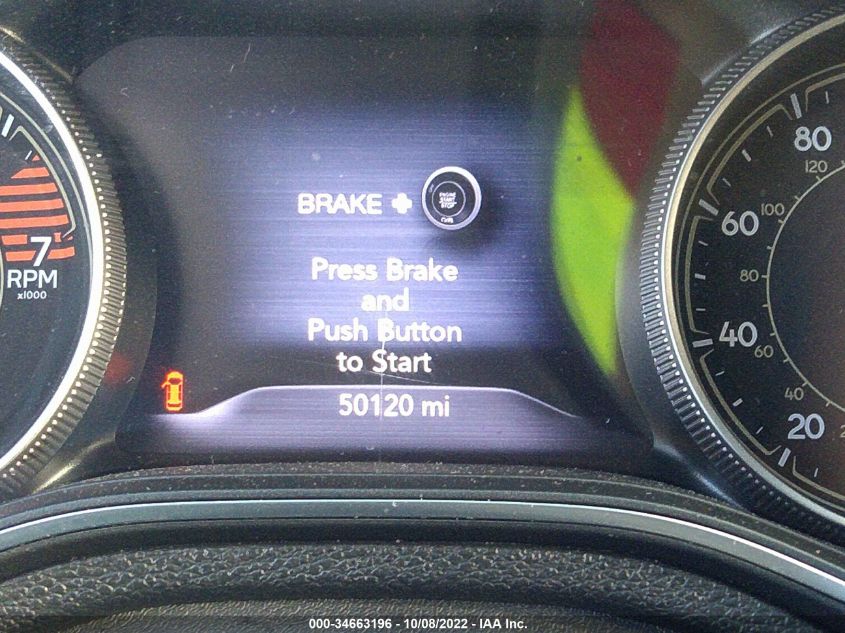 BRAKE + ENGINE START STOP
Press Brake
and
Push Button
to Start
50120 mi
7
RPM
x1000
80
60
40
20
120
100
80
60
40
000-34663196 - 10/08/2022 - IAA Inc.